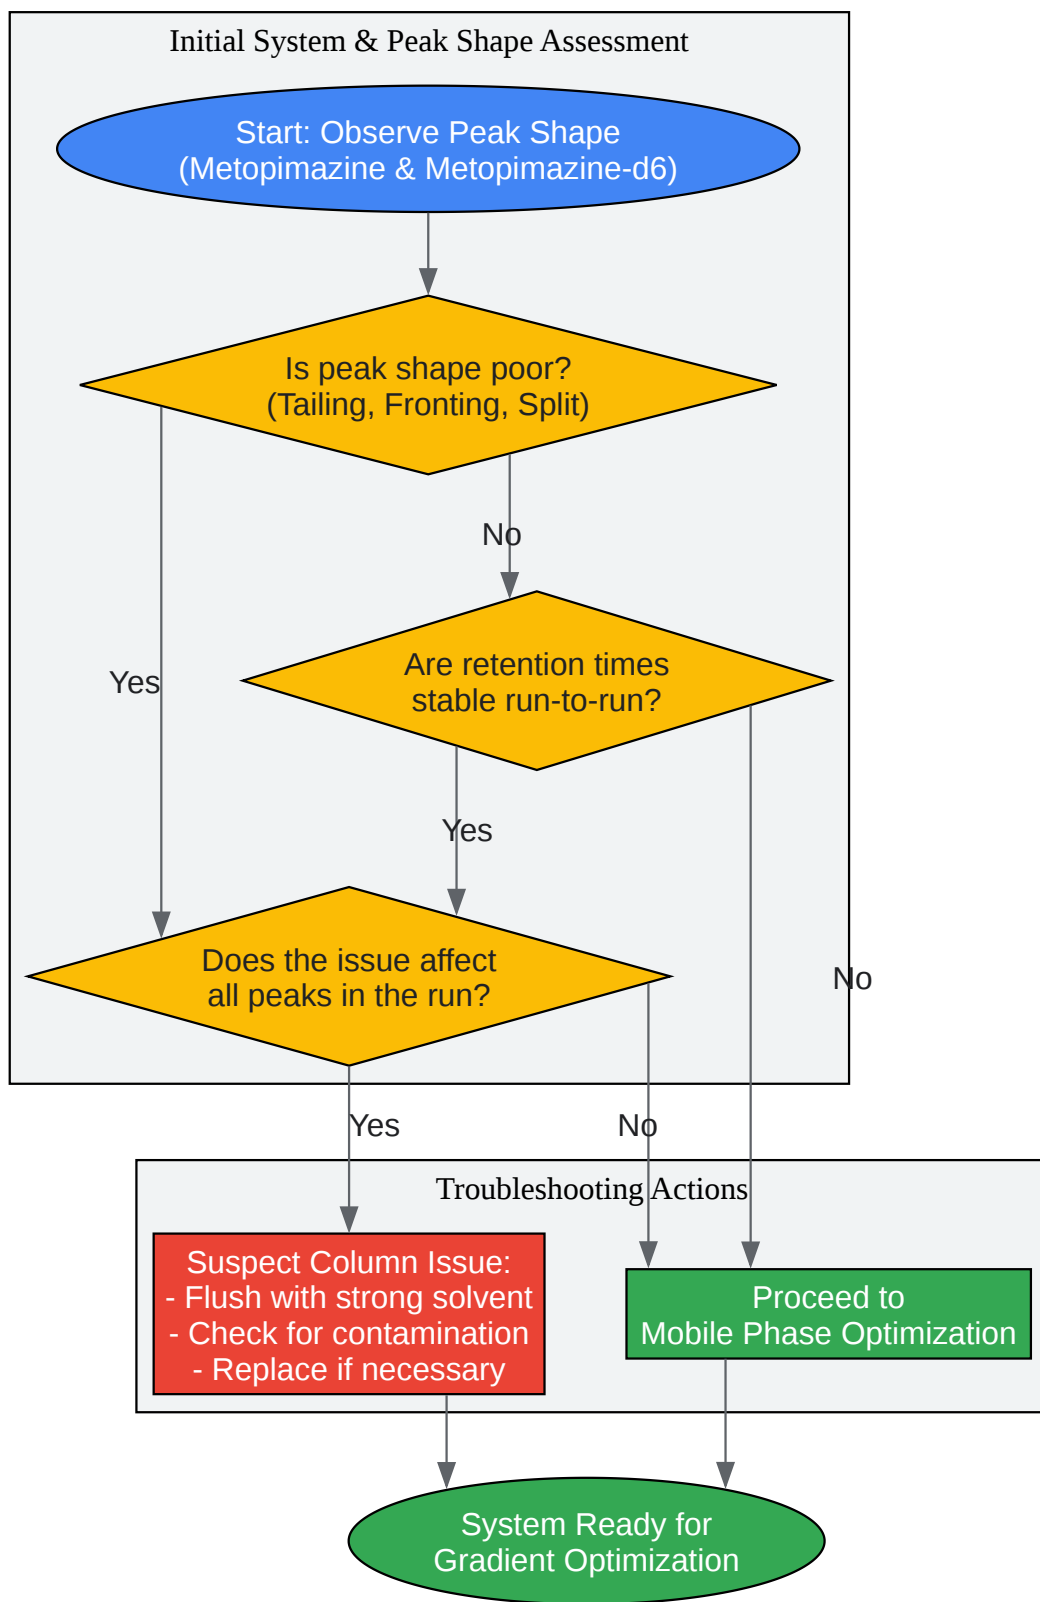 Initial System & Peak Shape Assessment
Start: Observe Peak Shape
(Metopimazine & Metopimazine-d6)
Is peak shape poor?
(Tailing, Fronting, Split)
No
Are retention times
stable run-to-run?
Yes
Yes
Does the issue affect
all peaks in the run?
No
Yes
No
Troubleshooting Actions
Suspect Column Issue:
- Flush with strong solvent
- Check for contamination
- Replace if necessary
Proceed to
Mobile Phase Optimization
System Ready for
Gradient Optimization